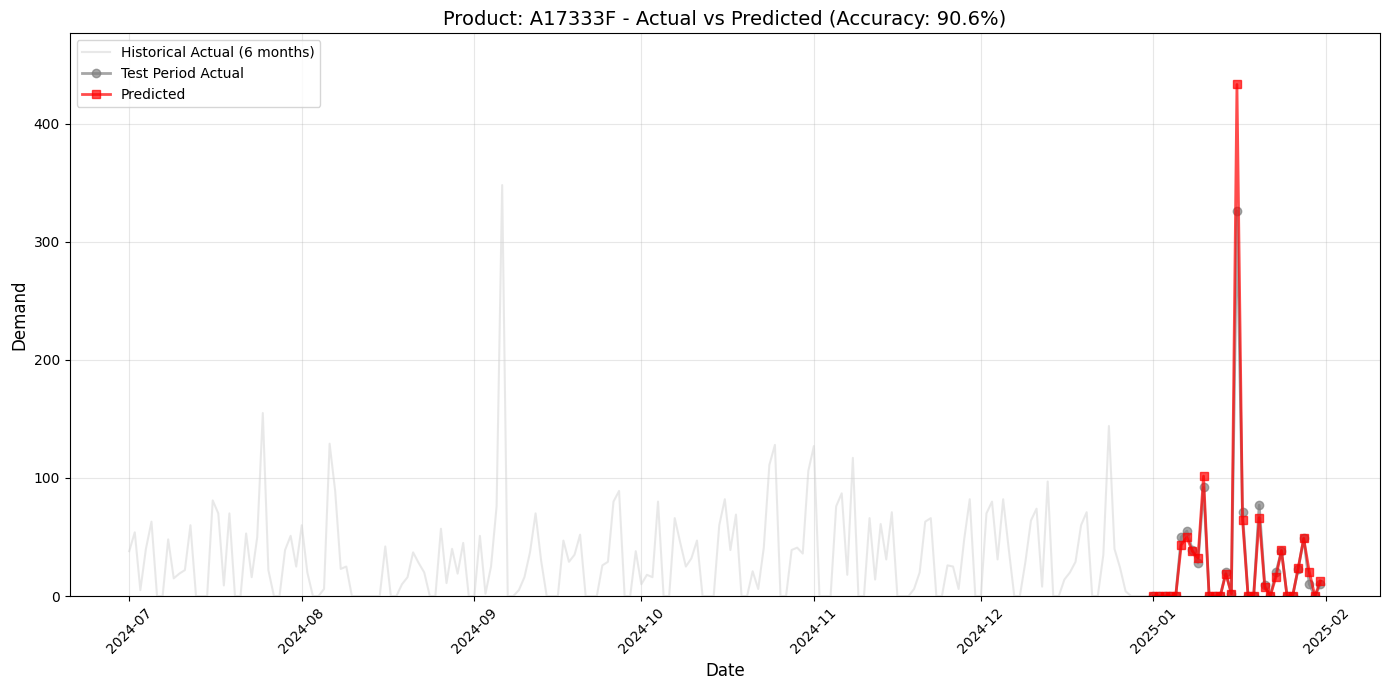 Product: A17333F - Actual vs Predicted (Accuracy: 90.6%)
Historical Actual (6 months)
Test Period Actual
Predicted
Demand
400
300
200
100
0
2024-07
2024-08
2024-09
2024-10
2024-11
2024-12
2025-01
2025-02
Date